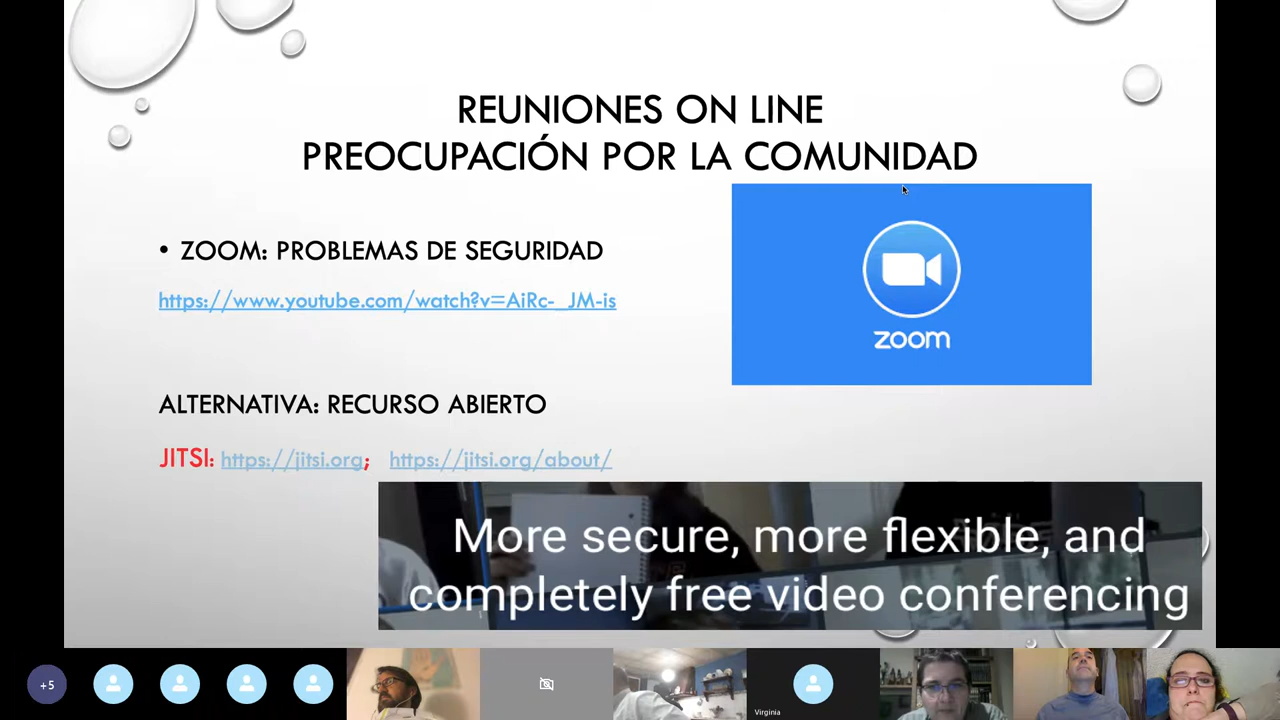 REUNIONES ON LINE
PREOCUPACIÓN POR LA COMUNIDAD
• ZOOM: PROBLEMAS DE SEGURIDAD
https://www.youtube.com/watch?v=AiRc-_JM-is
zoom
ALTERNATIVA: RECURSO ABIERTO
JITSI: https://jitsi.org; https://jitsi.org/about/
More secure, more flexible, and
completely free video conferencing
+5
Virginia